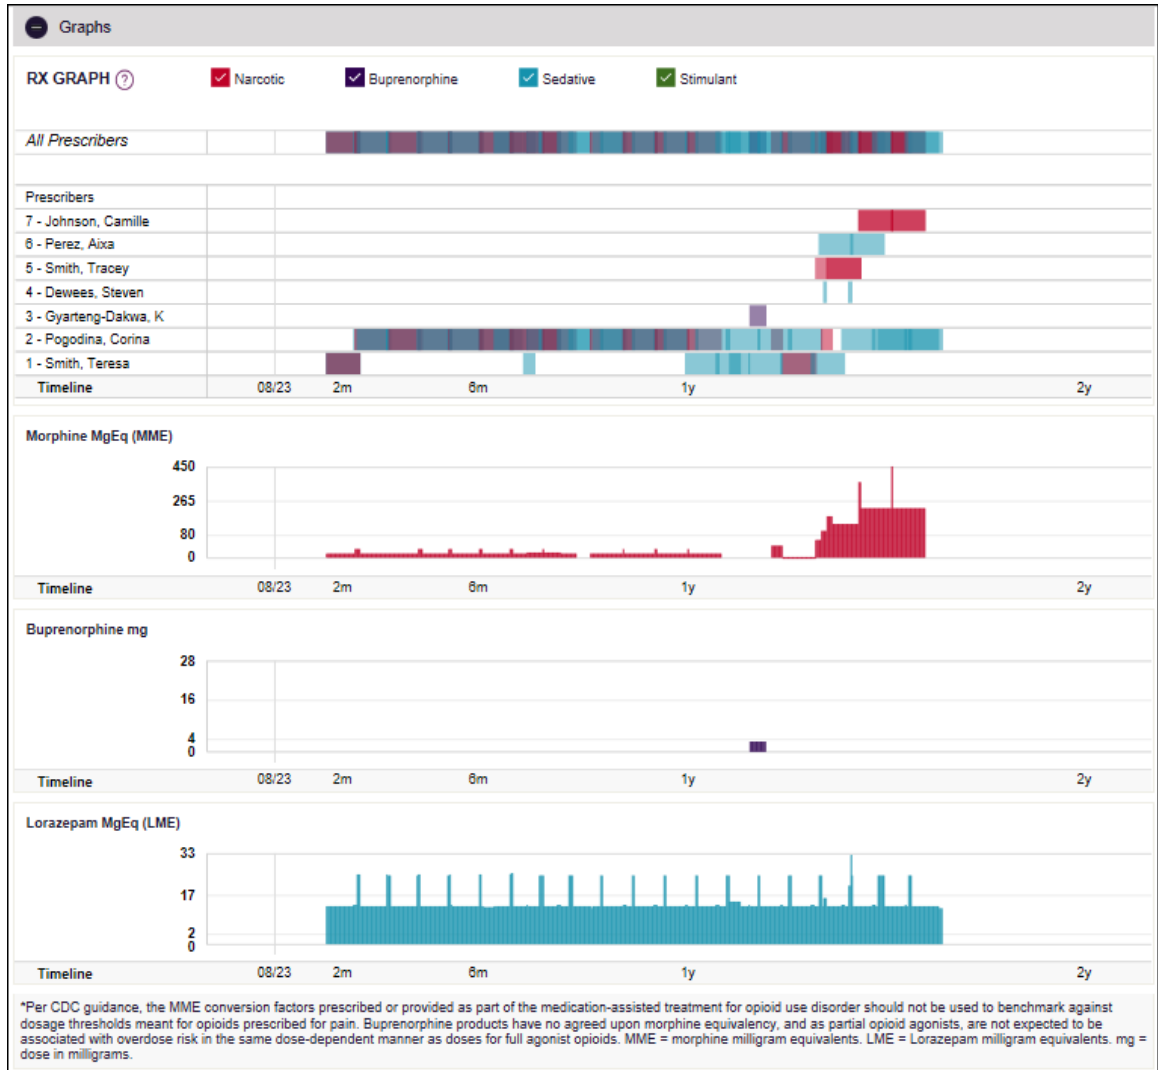 Graphs
RX GRAPH ? Narcotic Buprenorphine Sedative Stimulant
All Prescribers
Prescribers
7 - Johnson, Camille
6 - Perez, Aixa
5 - Smith, Tracey
4 - Dewees, Steven
3 - Gyarteng-Dakwa, K
2 - Pogodina, Corina
1 - Smith, Teresa
Timeline 08/23 2m 6m 1y 2y
Morphine MgEq (MME)
450
265
80
0
Timeline 08/23 2m 6m 1y 2y
Buprenorphine mg
28
16
4
0
Timeline 08/23 2m 6m 1y 2y
Lorazepam MgEq (LME)
33
17
2
0
Timeline 08/23 2m 6m 1y 2y
*Per CDC guidance, the MME conversion factors prescribed or provided as part of the medication-assisted treatment for opioid use disorder should not be used to benchmark against
dosage thresholds meant for opioids prescribed for pain. Buprenorphine products have no agreed upon morphine equivalency, and as partial opioid agonists, are not expected to be
associated with overdose risk in the same dose-dependent manner as doses for full agonist opioids. MME = morphine milligram equivalents. LME = Lorazepam milligram equivalents. mg =
dose in milligrams.